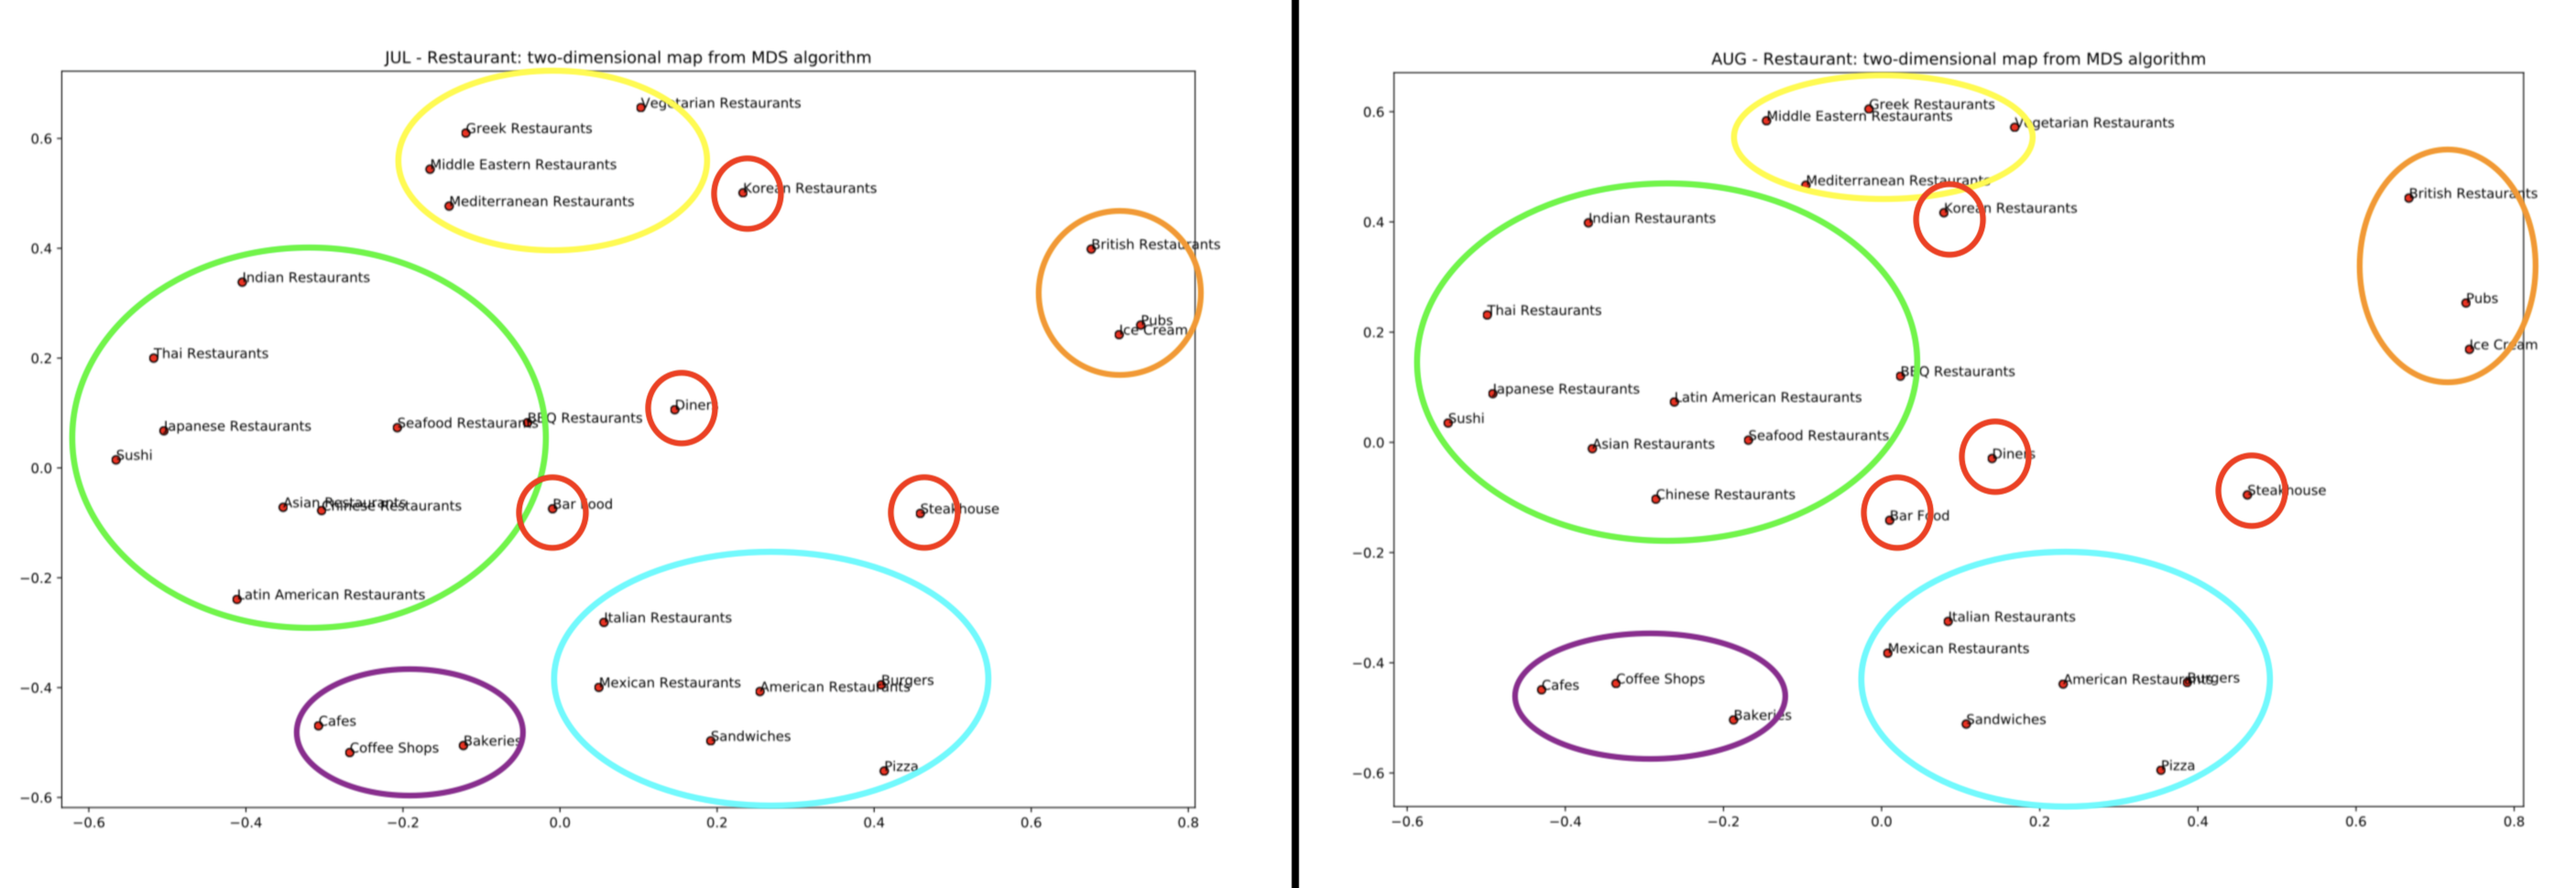 JUL - Restaurant: two-dimensional map from MDS algorithm
Vegetarian Restaurants
Greek Restaurants
0.6
Middle Eastern Restaurants
Mediterranean Restaurants
Korean Restaurants
0.4
British Restaurants
Indian Restaurants
Pubs
Ice Cream
0.2
Thai Restaurants
Diners
Seafood Restaurants
BBQ Restaurants
Japanese Restaurants
Sushi
0.0
Asian Restaurants
Chinese Restaurants
Bar Food
Steakhouse
−0.2
Latin American Restaurants
Italian Restaurants
−0.4
Mexican Restaurants
American Restaurants
Burgers
Cafes
Coffee Shops
Bakeries
Sandwiches
Pizza
−0.6
−0.6 −0.4 −0.2 0.0 0.2 0.4 0.6 0.8
AUG - Restaurant: two-dimensional map from MDS algorithm
Greek Restaurants
0.6
Middle Eastern Restaurants
Vegetarian Restaurants
Mediterranean Restaurants
British Restaurants
Korean Restaurants
0.4
Indian Restaurants
Pubs
Thai Restaurants
0.2
Ice Cream
BBQ Restaurants
Japanese Restaurants
Latin American Restaurants
Sushi
0.0
Seafood Restaurants
Asian Restaurants
Diners
Chinese Restaurants
Steakhouse
Bar Food
−0.2
Italian Restaurants
Mexican Restaurants
−0.4
Cafes
Coffee Shops
American Restaurants
Burgers
Bakeries
Sandwiches
Pizza
−0.6
−0.6 −0.4 −0.2 0.0 0.2 0.4 0.6 0.8